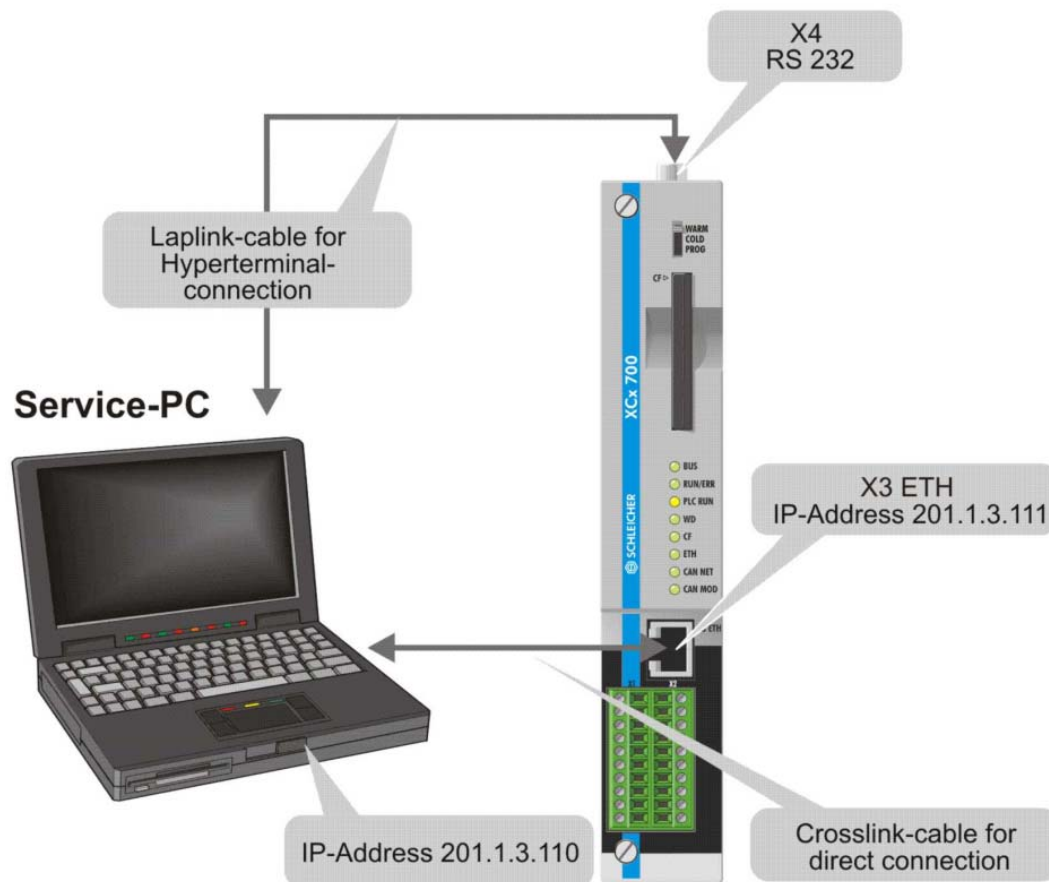 X4
RS 232
Laplink-cable for
Hyperterminal-
connection
WARM
COLD
PROG
CF
XCx 700
Service-PC
BUS
RUN/ERR
PLC RUN
WD
CF
ETH
CAN NET
CAN MOD
SCHLEICHER
X3 ETH
IP-Address 201.1.3.111
ETH
X1
X2
IP-Address 201.1.3.110
Crosslink-cable for
direct connection